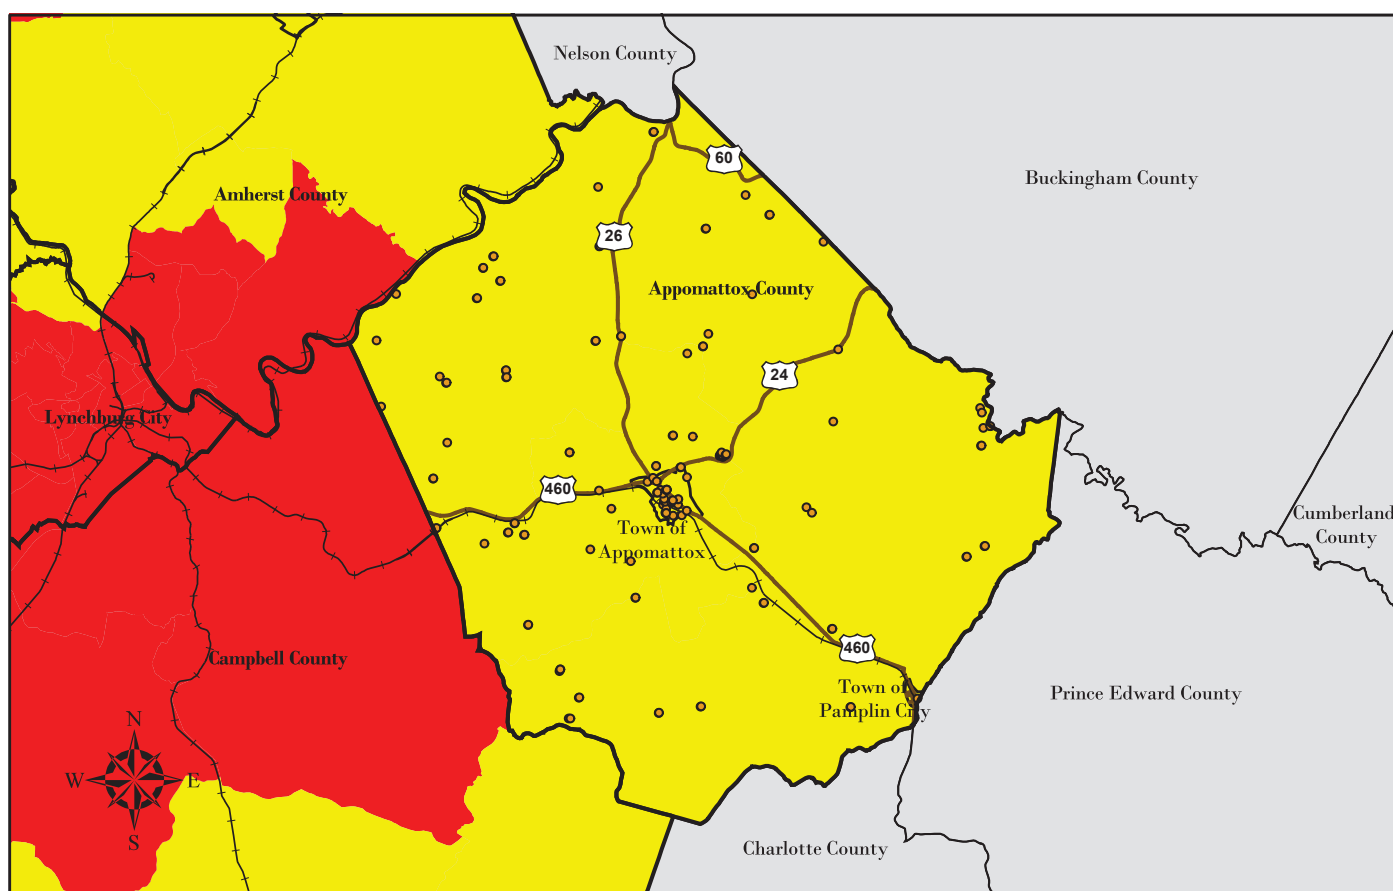 Nelson County
60
Buckingham County
Amherst County
26
Appomattox County
24
Lynchburg City
460
Cumberland
County
Town of
Appomattox
460
Campbell County
Town of
Pamplin City
Prince Edward County
N
W
E
S
Charlotte County